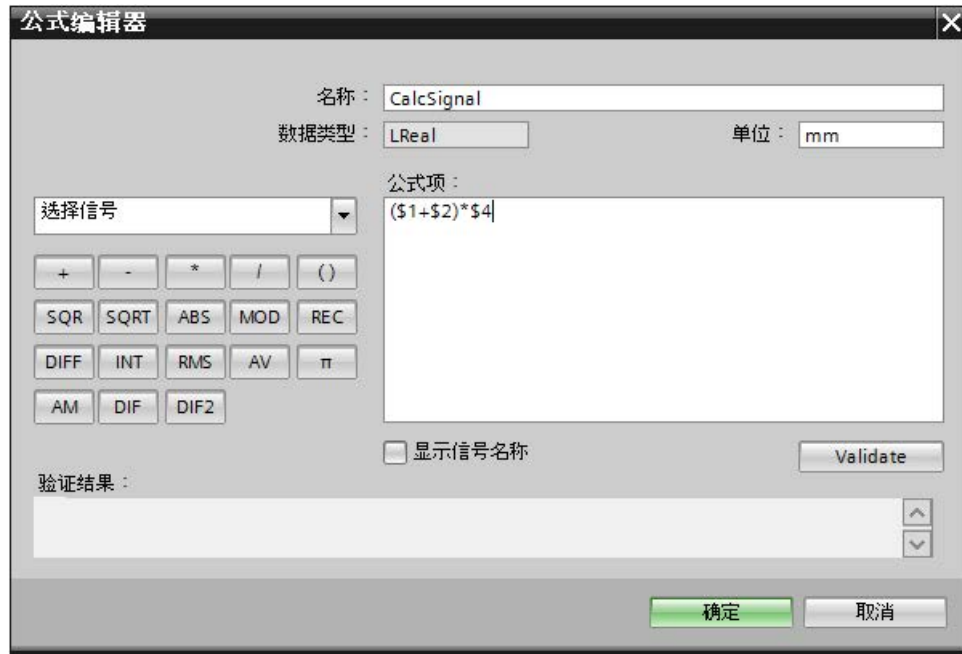 公式编辑器
名称： CalcSignal
数据类型： LReal 单位： mm
公式项：
选择信号 ($1+$2)*$4
+ - * / ()
SQR SQRT ABS MOD REC
DIFF INT RMS AV π
AM DIF DIF2
显示信号名称 Validate
验证结果：
确定 取消